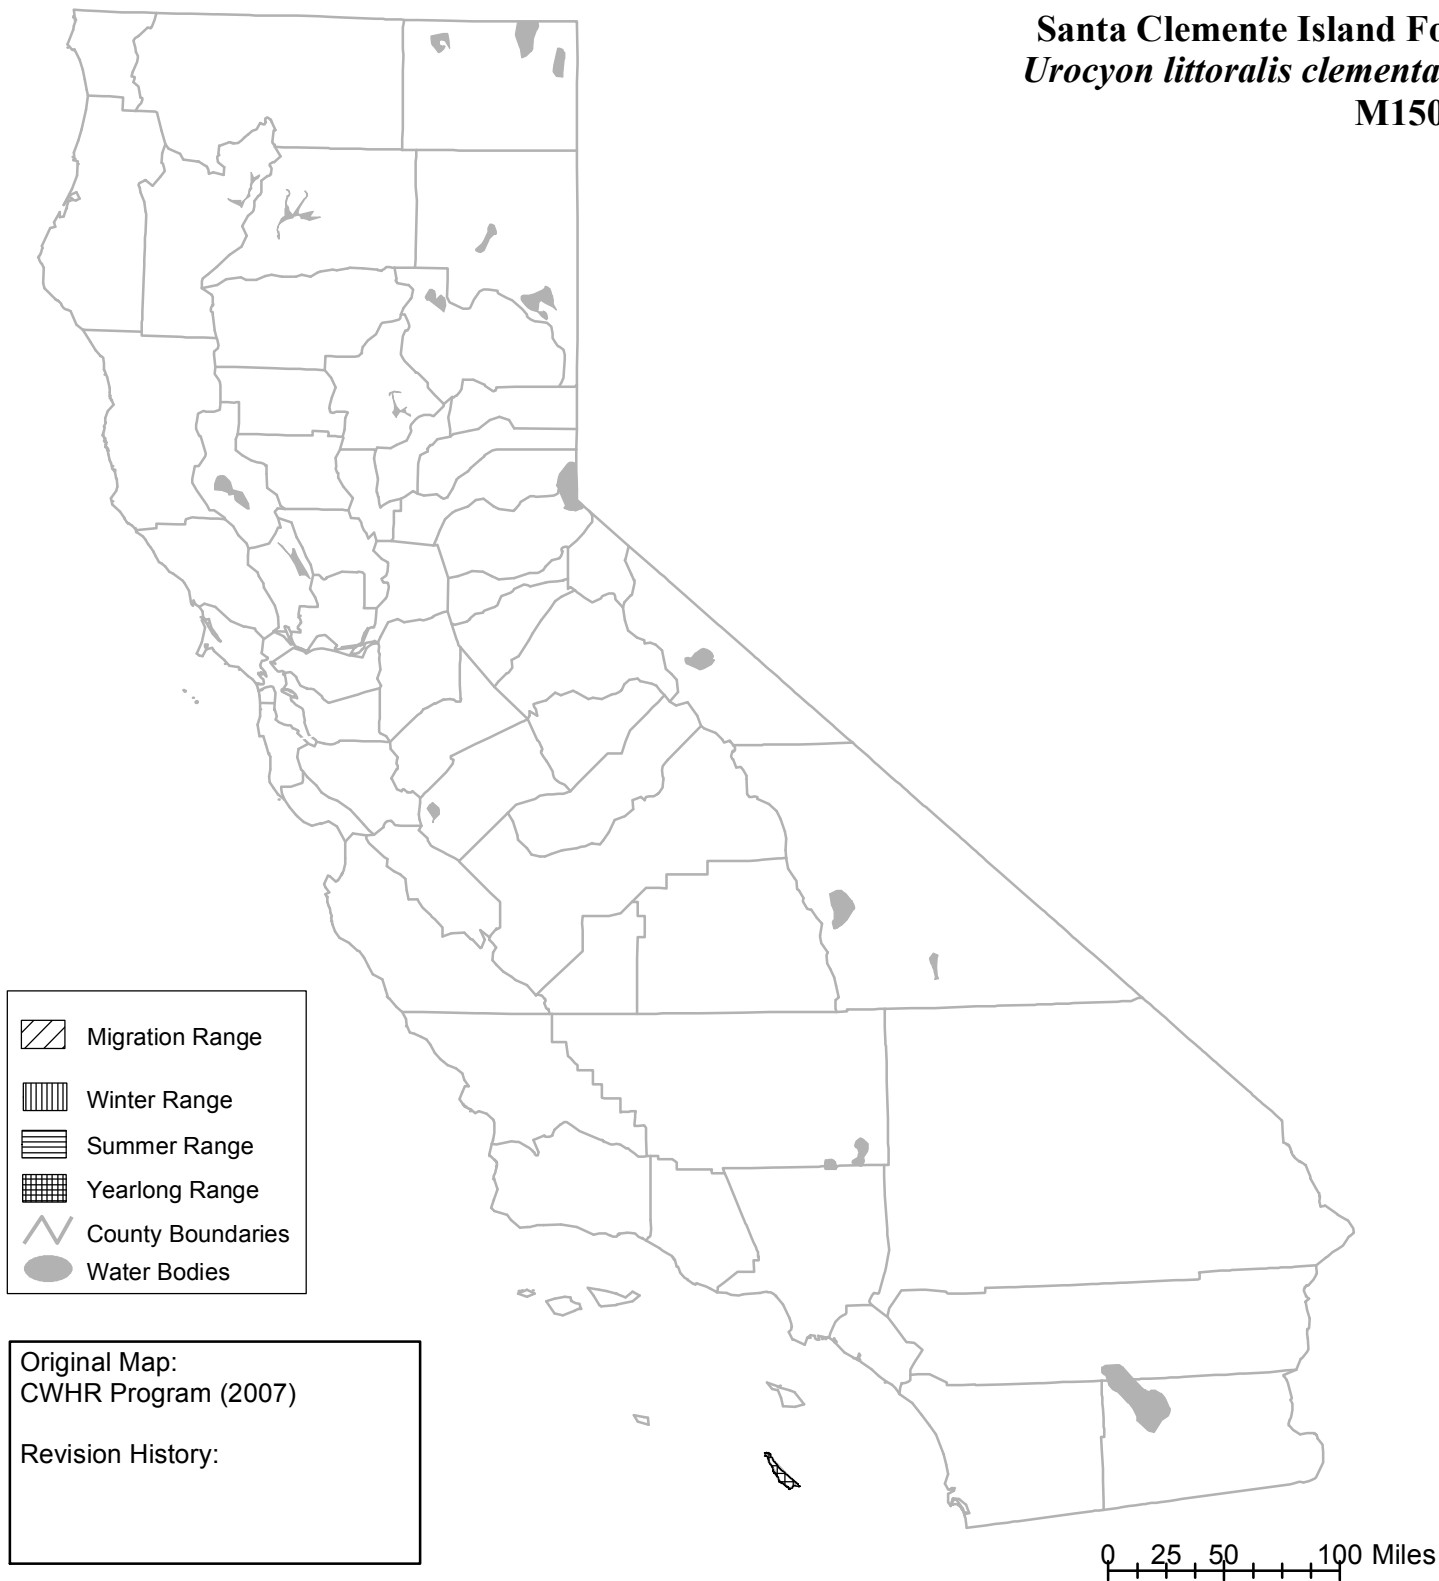 Santa Clemente Island Fo
Urocyon littoralis clementa
M150
Migration Range
Winter Range
Summer Range
Yearlong Range
County Boundaries
Water Bodies
Original Map:
CWHR Program (2007)
Revision History:
0 25 50 100 Miles